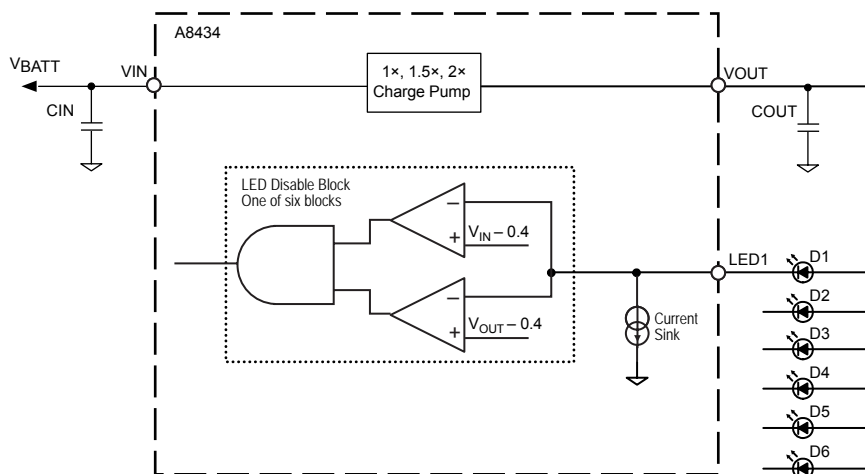 A8434
VBATT
VIN
1×, 1.5×, 2×
Charge Pump
VOUT
CIN
COUT
LED Disable Block
One of six blocks
−
+
VIN – 0.4
−
+
VOUT – 0.4
LED1
Current
Sink
D1
D2
D3
D4
D5
D6